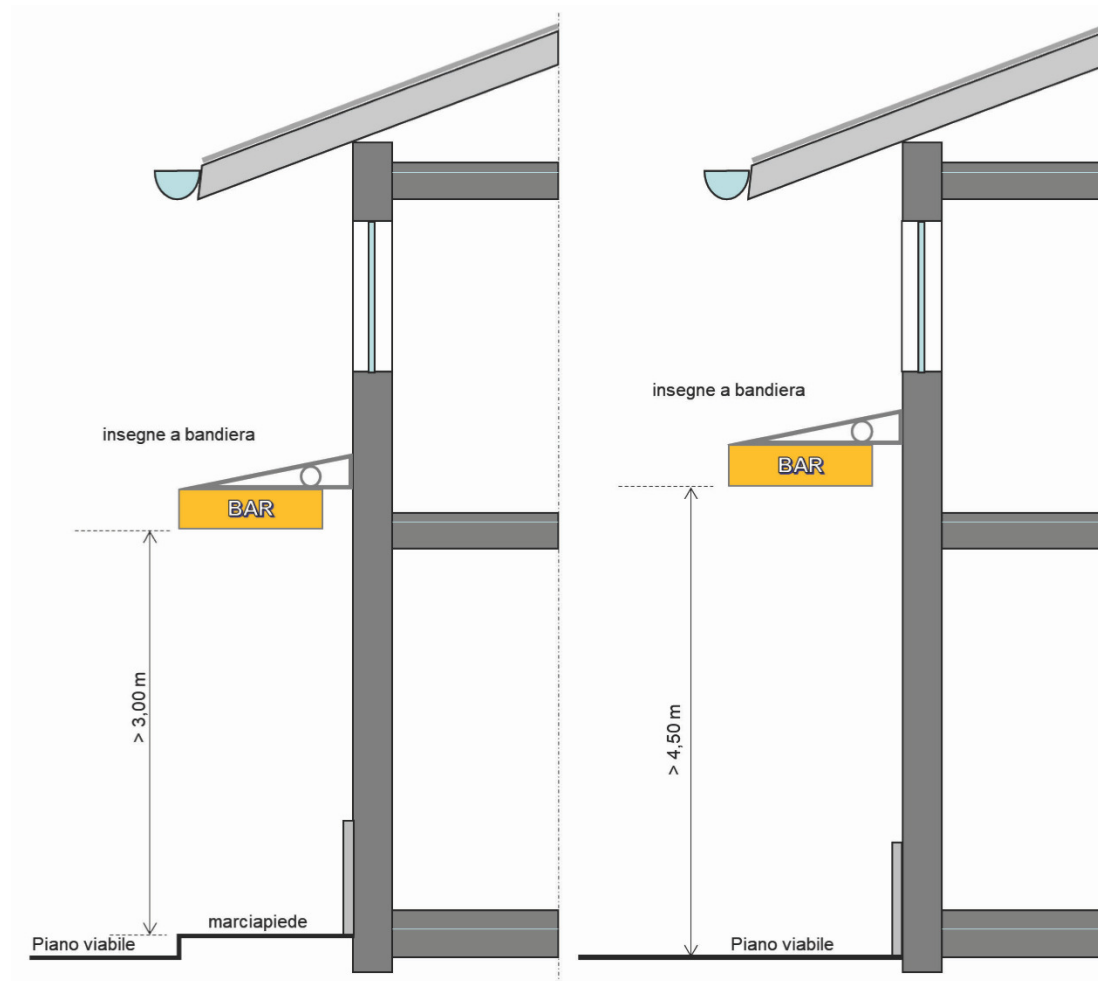 insegne a bandiera
BAR
> 3,00 m
marciapiede
Piano viabile
insegne a bandiera
BAR
> 4,50 m
Piano viabile